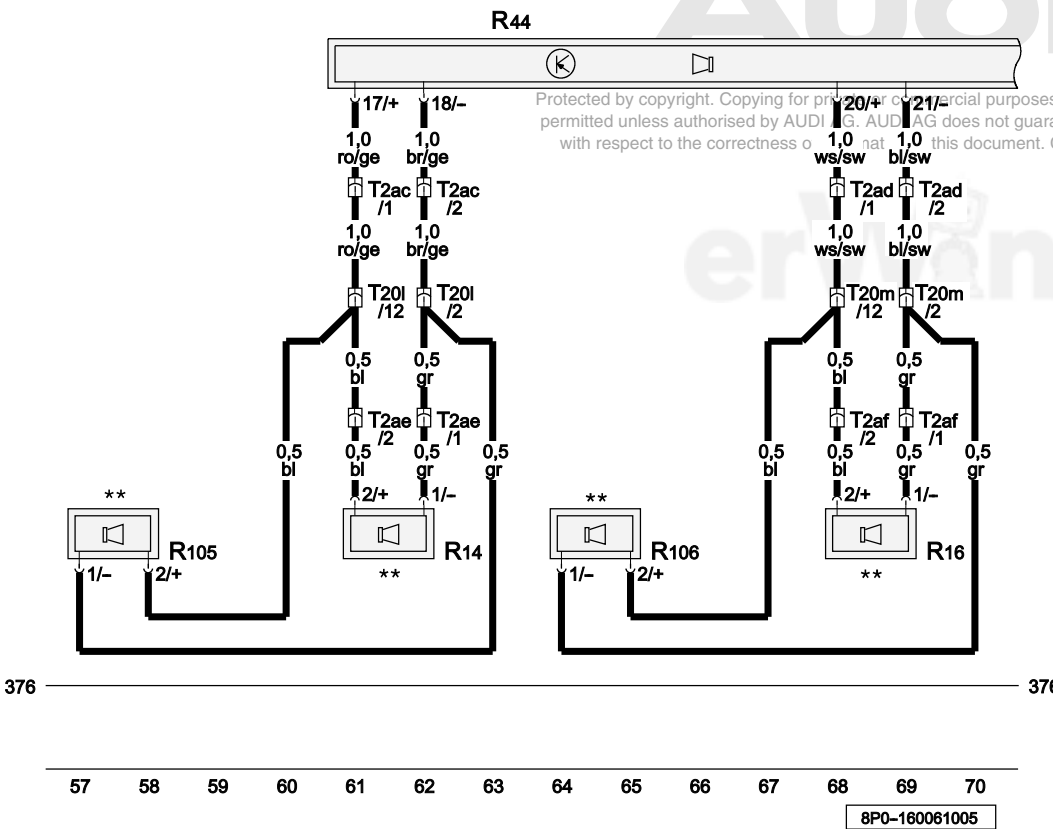 AUDI
R44
17/+ 18/– 20/+ 21/–
Protected by copyright. Copying for private or commercial purposes
permitted unless authorised by AUDI AG. AUDI AG does not
with respect to the correctness o this document.
1,0 1,0 1,0 1,0
ro/ge br/ge ws/sw bl/sw
T2ac T2ac T2ad T2ad
/1 /2 /1 /2
1,0 1,0 1,0 1,0
ro/ge br/ge ws/sw bl/sw
erWin
T20l T20l T20m T20m
/12 /2 /12 /2
0,5 0,5 0,5 0,5
bl gr bl gr
T2ae T2ae T2af T2af
/2 /1 /2 /1
0,5 0,5 0,5 0,5 0,5 0,5 0,5 0,5
bl bl gr gr bl bl gr gr
** 2/+ 1/– ** 2/+ 1/–
R105 R14 R106 R16
1/– 2/+ ** 1/– 2/+ **
376 376
57 58 59 60 61 62 63 64 65 66 67 68 69 70
8P0–160061005